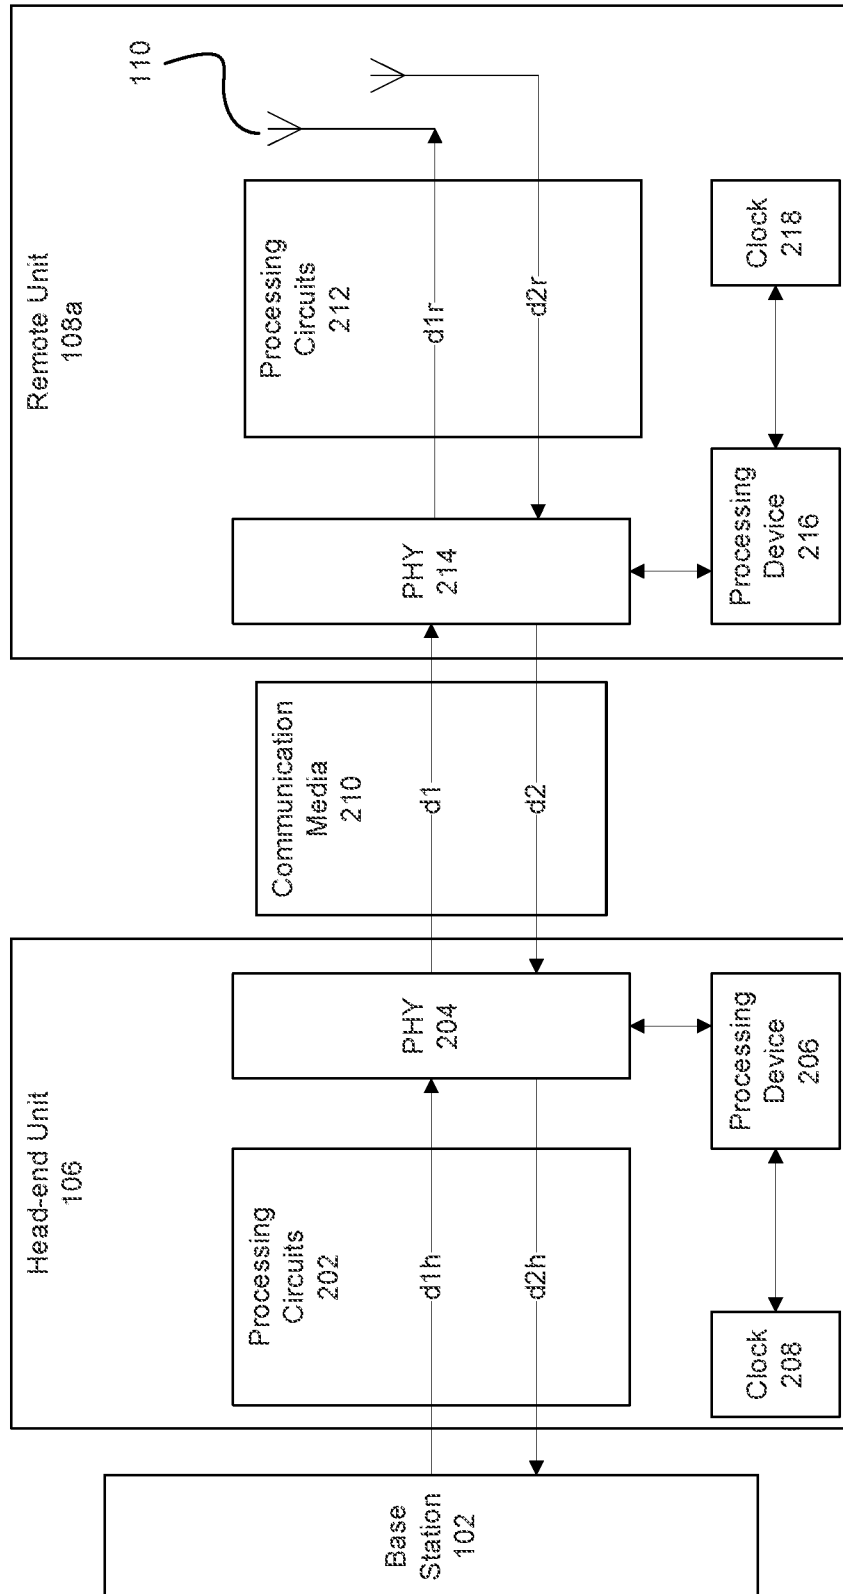 Base
Station
102
Head-end Unit
106
Processing
Circuits
202
d1h
d2h
Clock
208
PHY
204
Processing
Device
206
Communication
Media
210
d1
d2
Remote Unit
108a
PHY
214
Processing
Device
216
Processing
Circuits
212
d1r
d2r
Clock
218
110